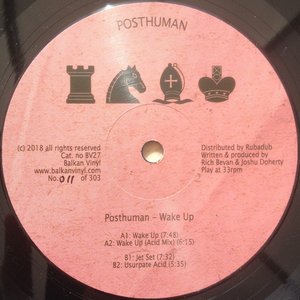 POSTHUMAN
(c) 2018 all rights reserved
Cat. no BV27
Balkan Vinyl
www.balkanvinyl.com
No: 011 of 303
Distributed by Rubadub
Written & produced by
Rich Bevan & Joshu Doherty
Play at 33rpm
Posthuman - Wake Up
A1: Wake Up (7:48)
A2: Wake Up (Acid Mix) (6:15)
B1: Jet Set (7:32)
B2: Usurpate Acid (5:35)